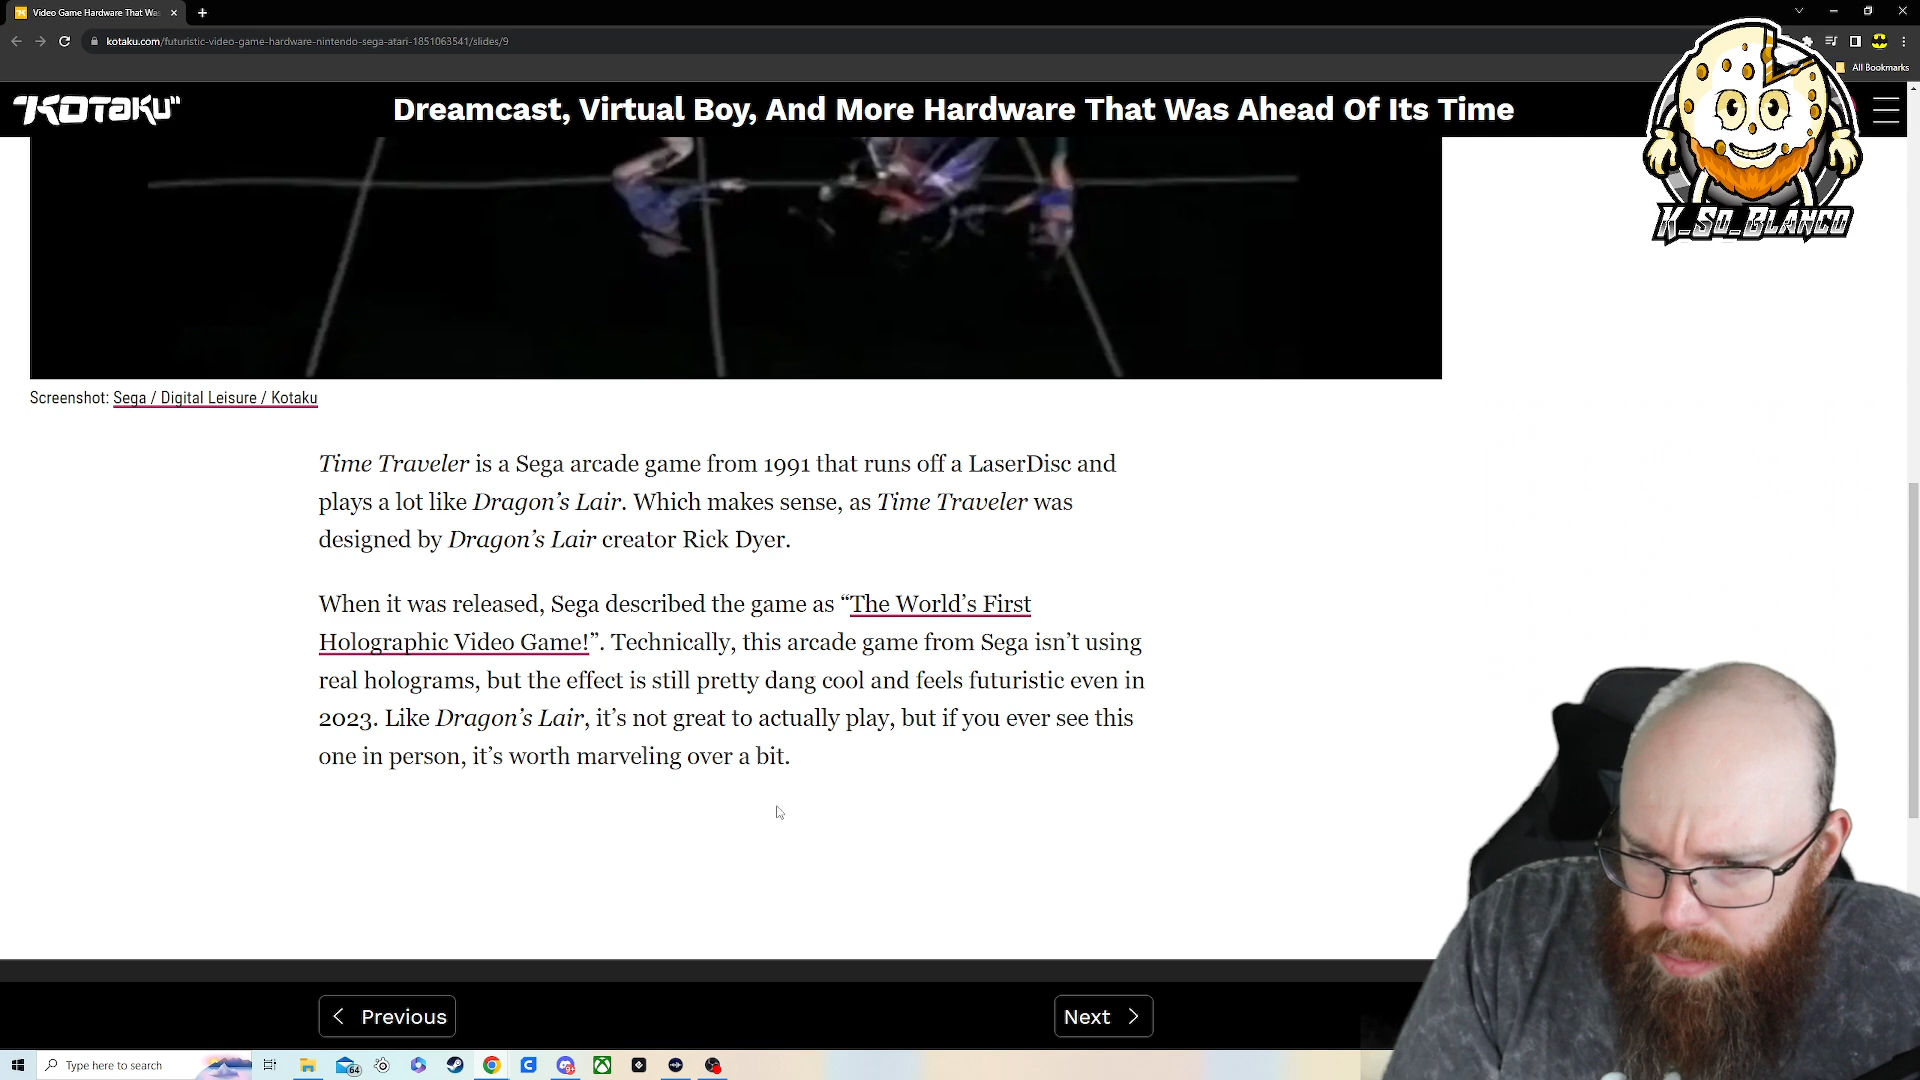 Video Game Hardware That Wa
kotaku.com/futuristic-video-game-hardware-nintendo-sega-atari-1851063541/slides/9
All Bookmarks
KOTAKU
Dreamcast, Virtual Boy, And More Hardware That Was Ahead Of Its Time
K_So_Blanco
Screenshot: Sega / Digital Leisure / Kotaku
Time Traveler is a Sega arcade game from 1991 that runs off a LaserDisc and
plays a lot like Dragon’s Lair. Which makes sense, as Time Traveler was
designed by Dragon’s Lair creator Rick Dyer.
When it was released, Sega described the game as “The World’s First
Holographic Video Game!”. Technically, this arcade game from Sega isn’t using
real holograms, but the effect is still pretty dang cool and feels futuristic even in
2023. Like Dragon’s Lair, it’s not great to actually play, but if you ever see this
one in person, it’s worth marveling over a bit.
< Previous
Next >
Type here to search
64
9+